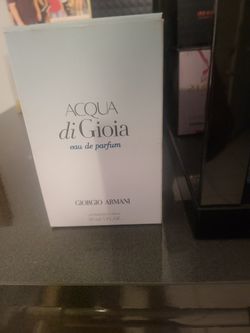 ACQUA
di Gioia
eau de parfum
GIORGIO ARMANI